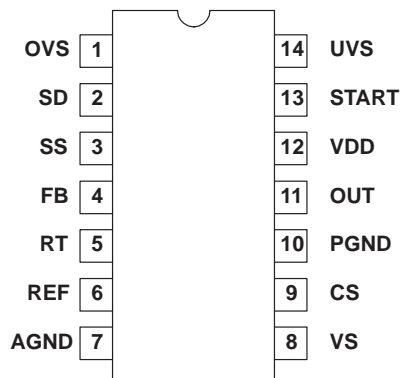 OVS 1 14 UVS
SD 2 13 START
SS 3 12 VDD
FB 4 11 OUT
RT 5 10 PGND
REF 6 9 CS
AGND 7 8 VS